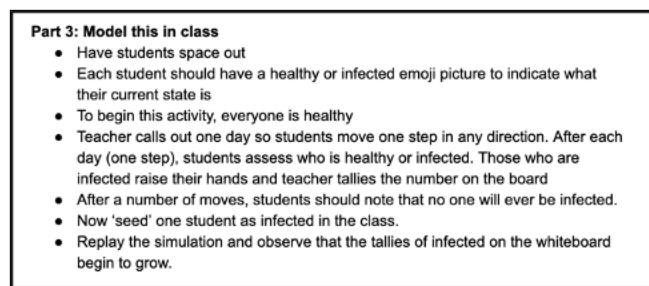 Part 3: Model this in class
● Have students space out
● Each student should have a healthy or infected emoji picture to indicate what
their current state is
● To begin this activity, everyone is healthy
● Teacher calls out one day so students move one step in any direction. After each
day (one step), students assess who is healthy or infected. Those who are
infected raise their hands and teacher tallies the number on the board
● After a number of moves, students should note that no one will ever be infected.
● Now ‘seed’ one student as infected in the class.
● Replay the simulation and observe that the tallies of infected on the whiteboard
begin to grow.